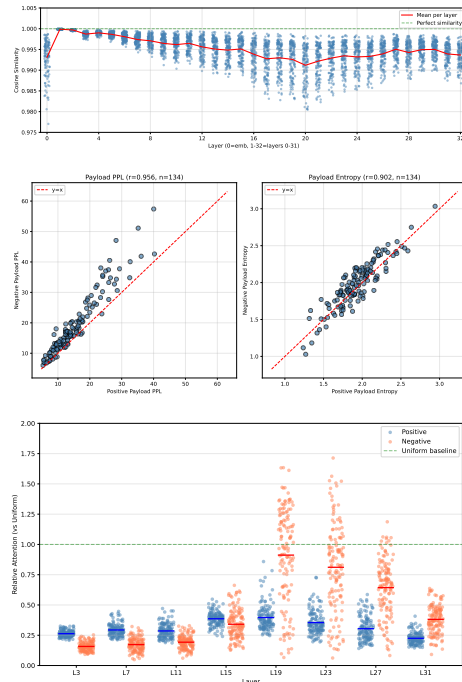 1.005
1.000
0.995
0.990
0.985
0.980
0.975
Cosine Similarity
Mean per layer
Perfect similarity
0 4 8 12 16 20 24 28 32
Layer (0=emb, 1-32=layers 0-31)
Payload PPL (r=0.956, n=134)
y=x
60
50
40
30
20
10
Negative Payload PPL
10 20 30 40 50 60
Positive Payload PPL
Payload Entropy (r=0.902, n=134)
y=x
3.0
2.5
2.0
1.5
1.0
Negative Payload Entropy
1.0 1.5 2.0 2.5 3.0
Positive Payload Entropy
2.00
1.75
1.50
1.25
1.00
0.75
0.50
0.25
0.00
Relative Attention (vs Uniform)
Positive
Negative
Uniform baseline
L3 L7 L11 L15 L19 L23 L27 L31
Layer